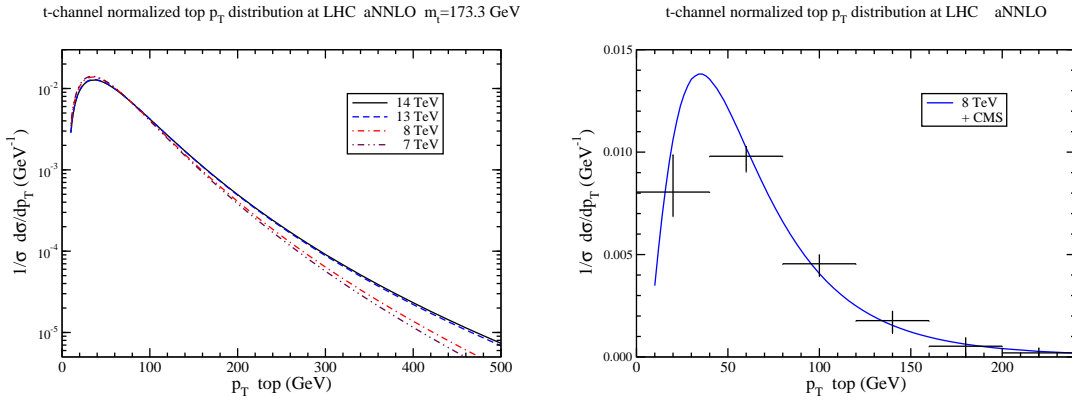 t-channel normalized top p_T distribution at LHC aNNLO m_t=173.3 GeV
10^-2
10^-3
10^-4
10^-5
1/σ dσ/dp_T (GeV^-1)
14 TeV
13 TeV
8 TeV
7 TeV
0 100 200 300 400 500
p_T top (GeV)
t-channel normalized top p_T distribution at LHC aNNLO
0.015
0.010
0.005
0.000
1/σ dσ/dp_T (GeV^-1)
8 TeV
+ CMS
0 50 100 150 200
p_T top (GeV)